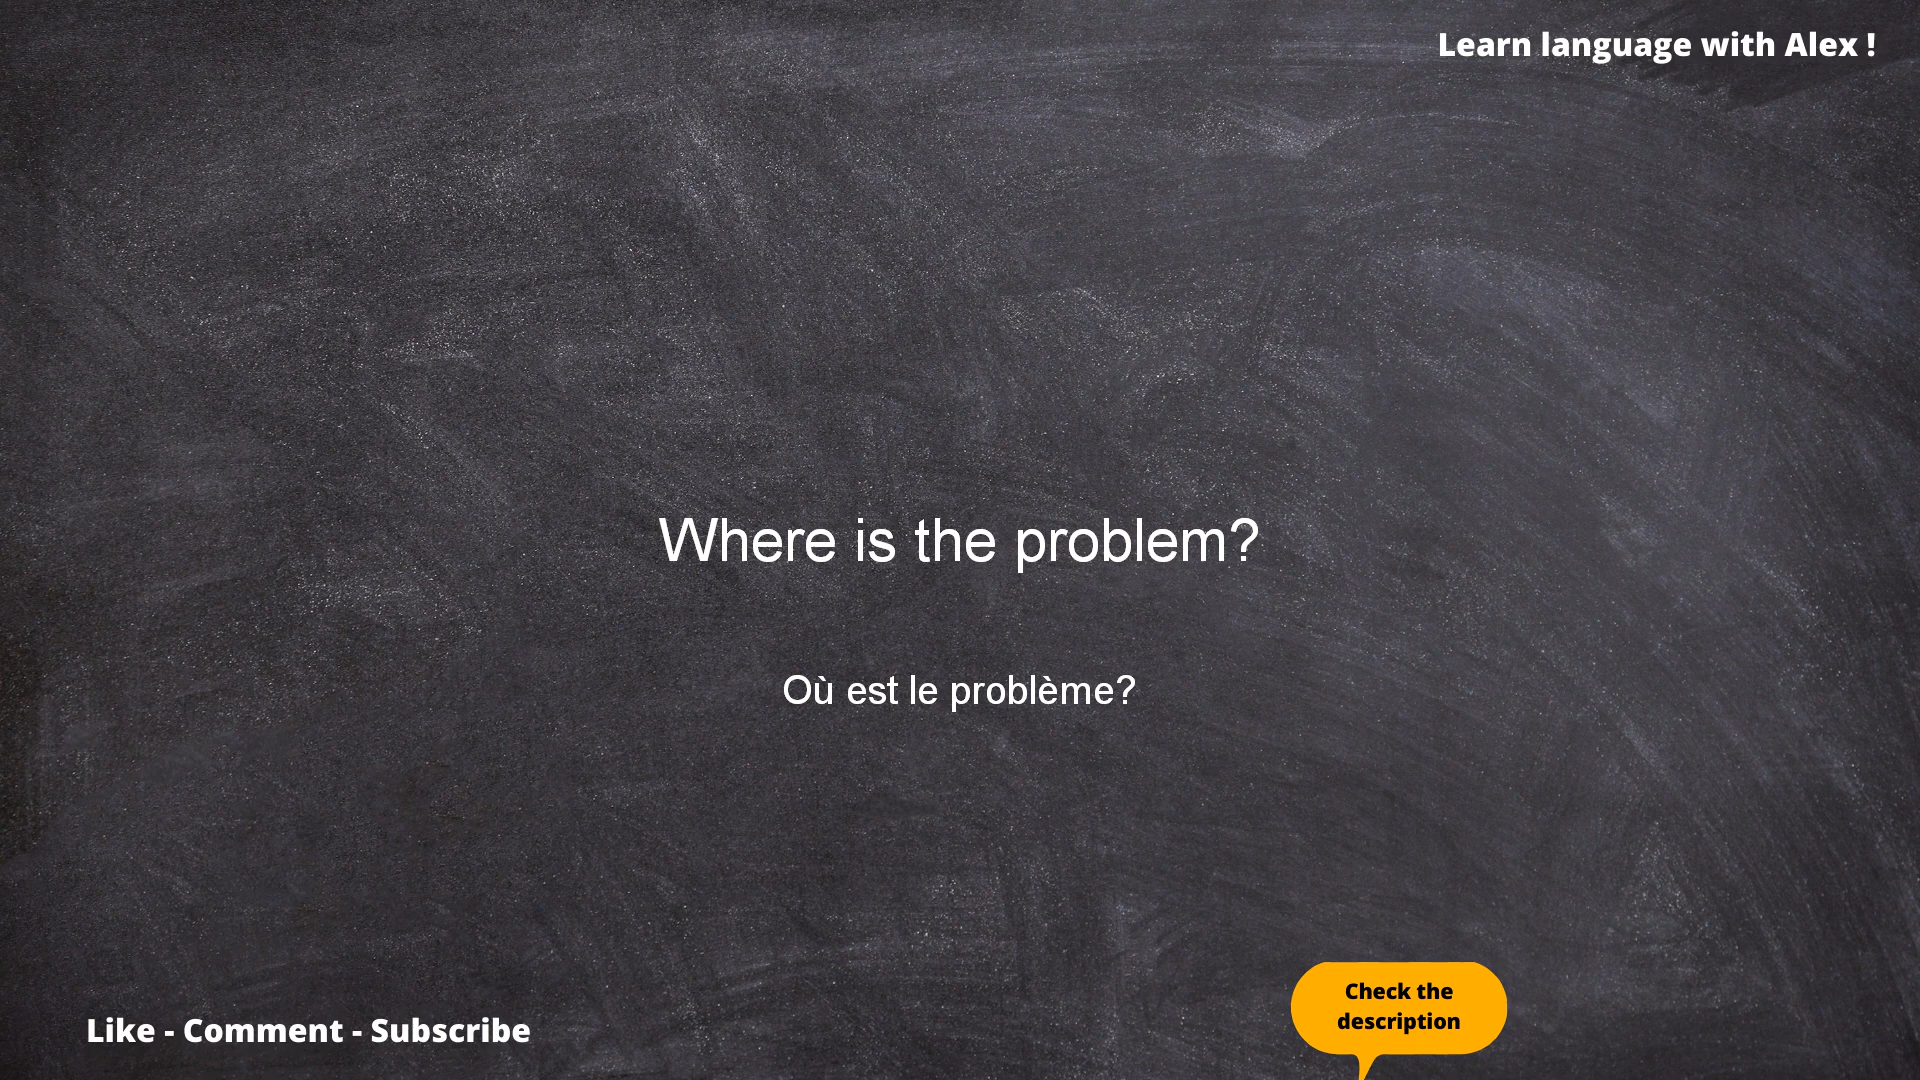 Learn language with Alex !
Where is the problem?
Où est le problème?
Check the
description
Like - Comment - Subscribe